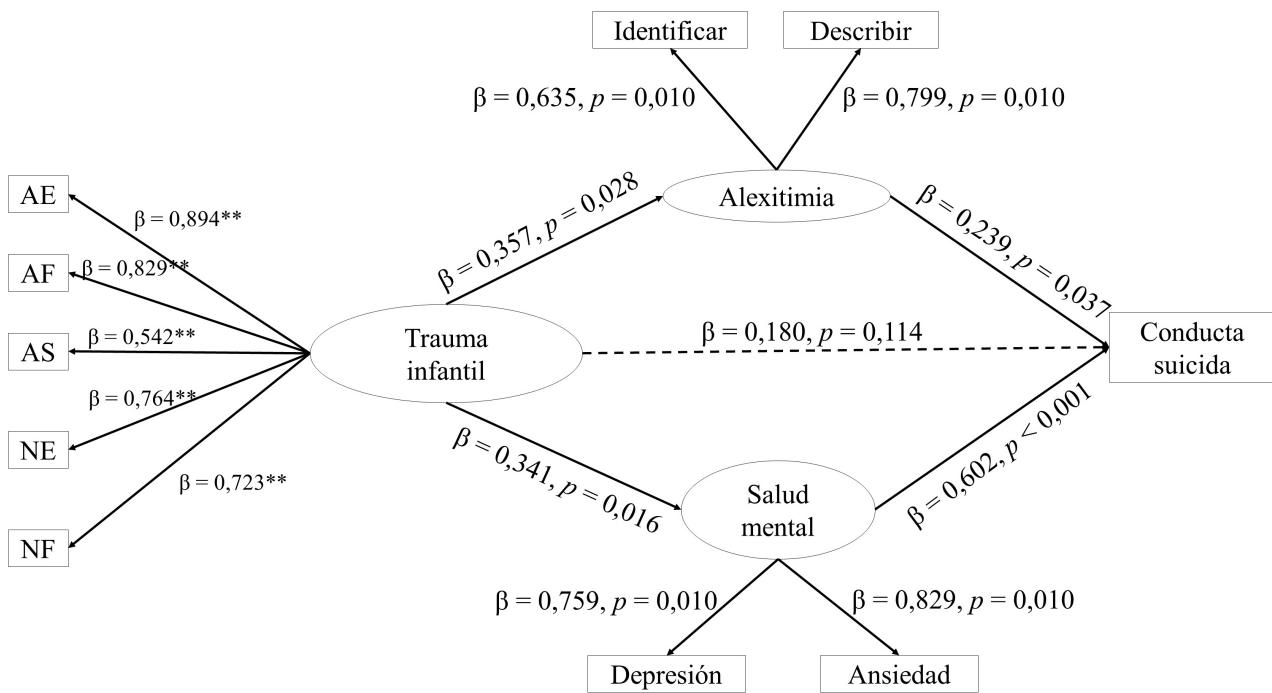 Identificar
Describir
β = 0,635, p = 0,010
β = 0,799, p = 0,010
AE
β = 0,894**
Alexitimia
β = 0,357, p = 0,028
β = 0,239, p = 0,037
AF
β = 0,829**
AS
β = 0,542**
Trauma
infantil
β = 0,180, p = 0,114
Conducta
suicida
β = 0,764**
NE
β = 0,341, p = 0,016
β = 0,602, p < 0,001
β = 0,723**
Salud
mental
NF
β = 0,759, p = 0,010
β = 0,829, p = 0,010
Depresión
Ansiedad